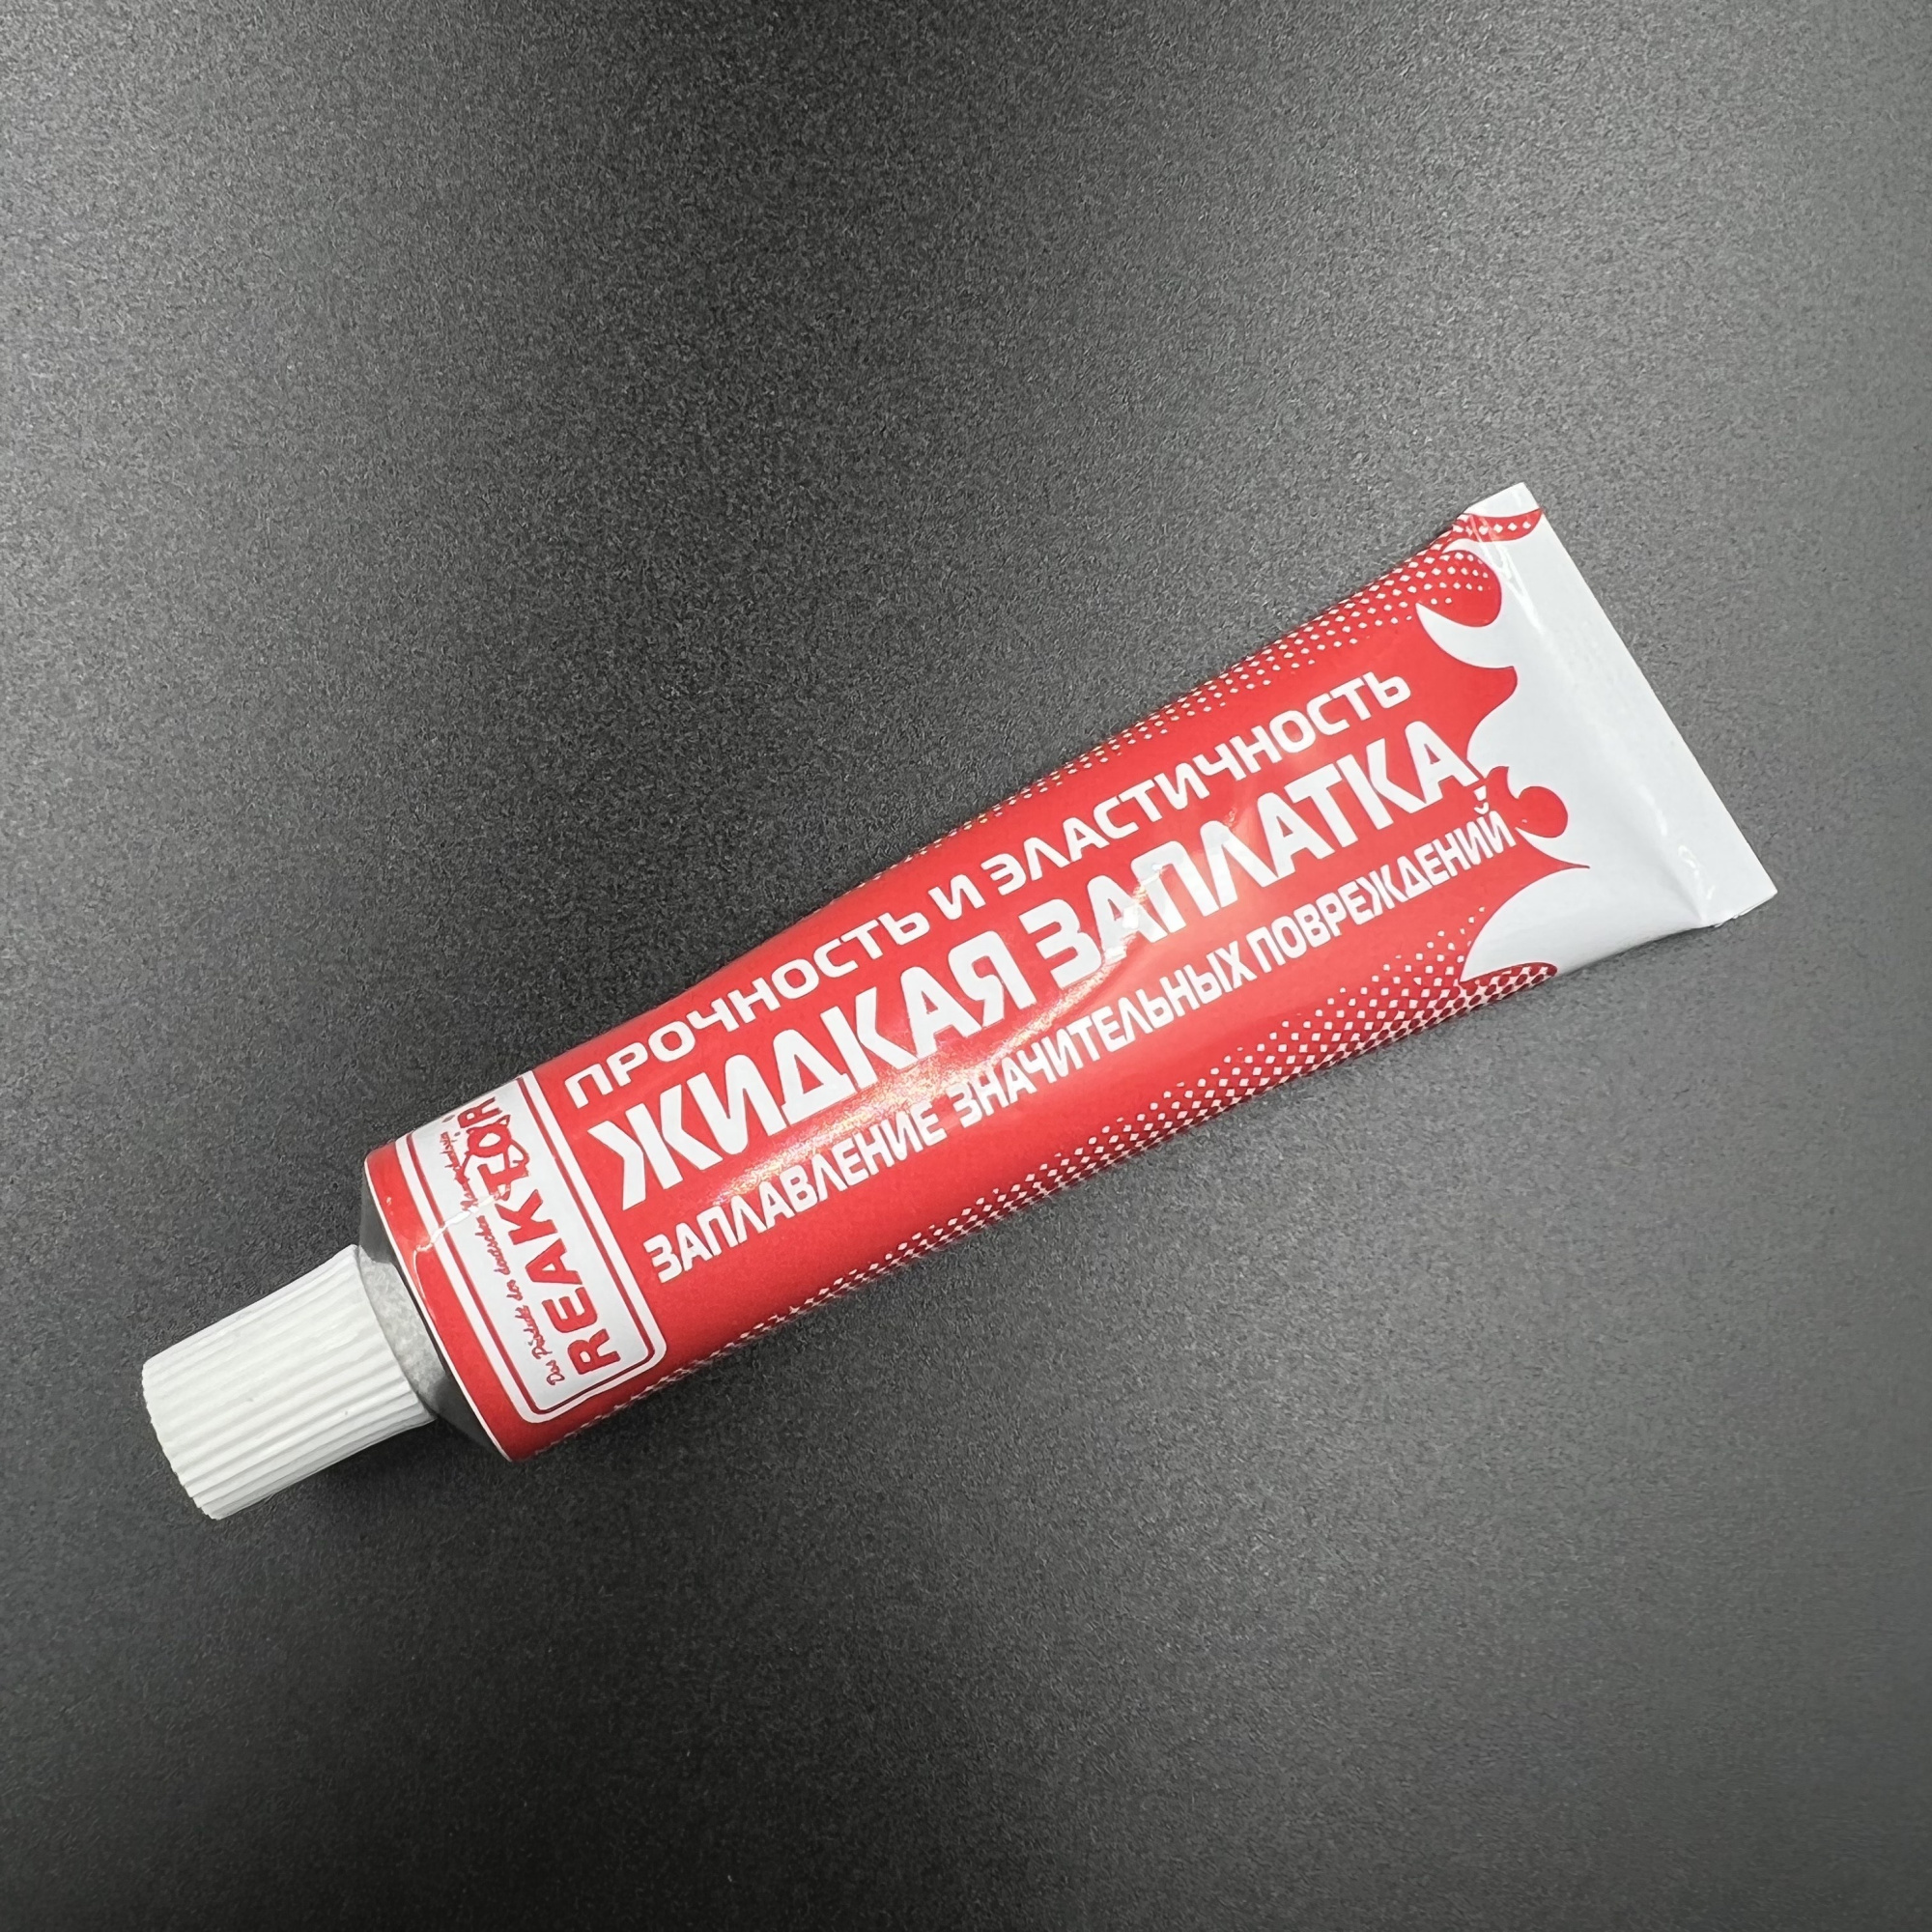 ПРОЧНОСТЬ И ЭЛАСТИЧНОСТЬ
ЖИДКАЯ ЗАПЛАТКА
ЗАПЛАВЛЕНИЕ ЗНАЧИТЕЛЬНЫХ ПОВРЕЖДЕНИЙ
REAKTOR